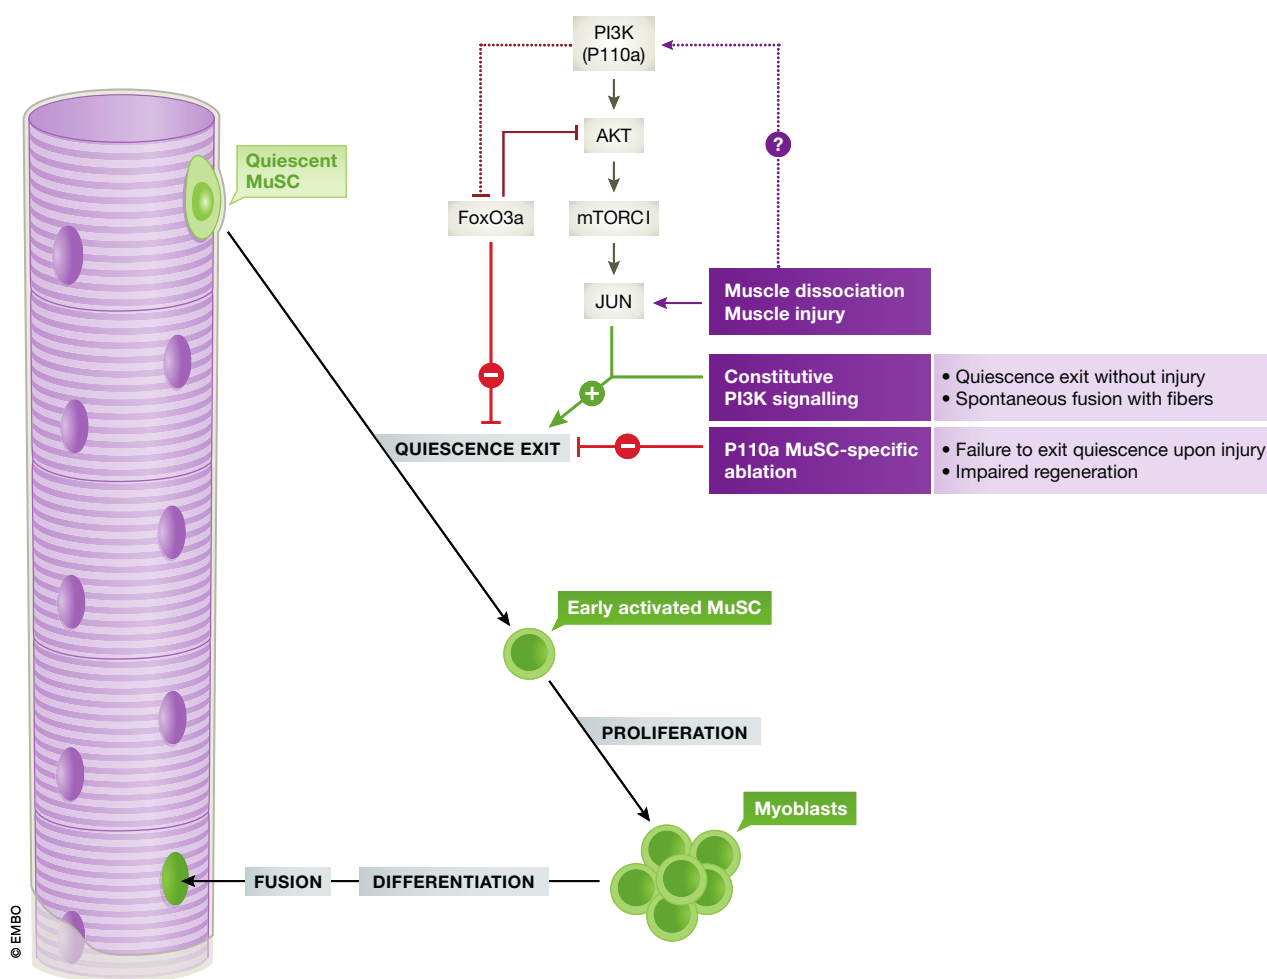 PI3K
(P110a)
AKT
?
Quiescent
MuSC
FoxO3a
mTORCI
JUN
Muscle dissociation
Muscle injury
Constitutive
PI3K signalling
• Quiescence exit without injury
• Spontaneous fusion with fibers
+
−
QUIESCENCE EXIT
−
P110a MuSC-specific
ablation
• Failure to exit quiescence upon injury
• Impaired regeneration
Early activated MuSC
PROLIFERATION
Myoblasts
FUSION
DIFFERENTIATION
© EMBO